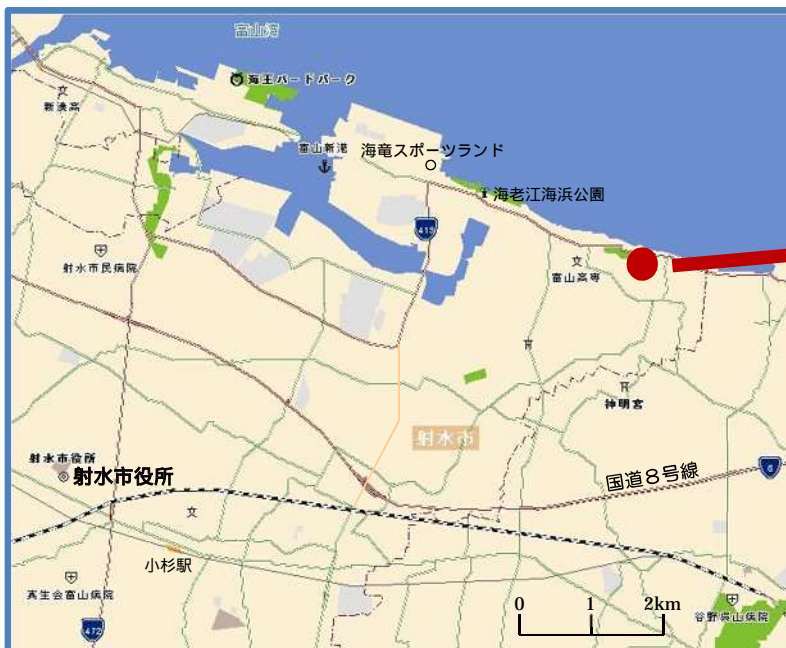 富山湾
海王バードパーク
新湊高
富山新港
海竜スポーツランド
海老江海浜公園
415
富山高専
射水市民病院
神明宮
射水市
射水市役所
射水市役所
国道8号線
8
小杉駅
真生会富山病院
472
0 1 2km
谷野呉山病院